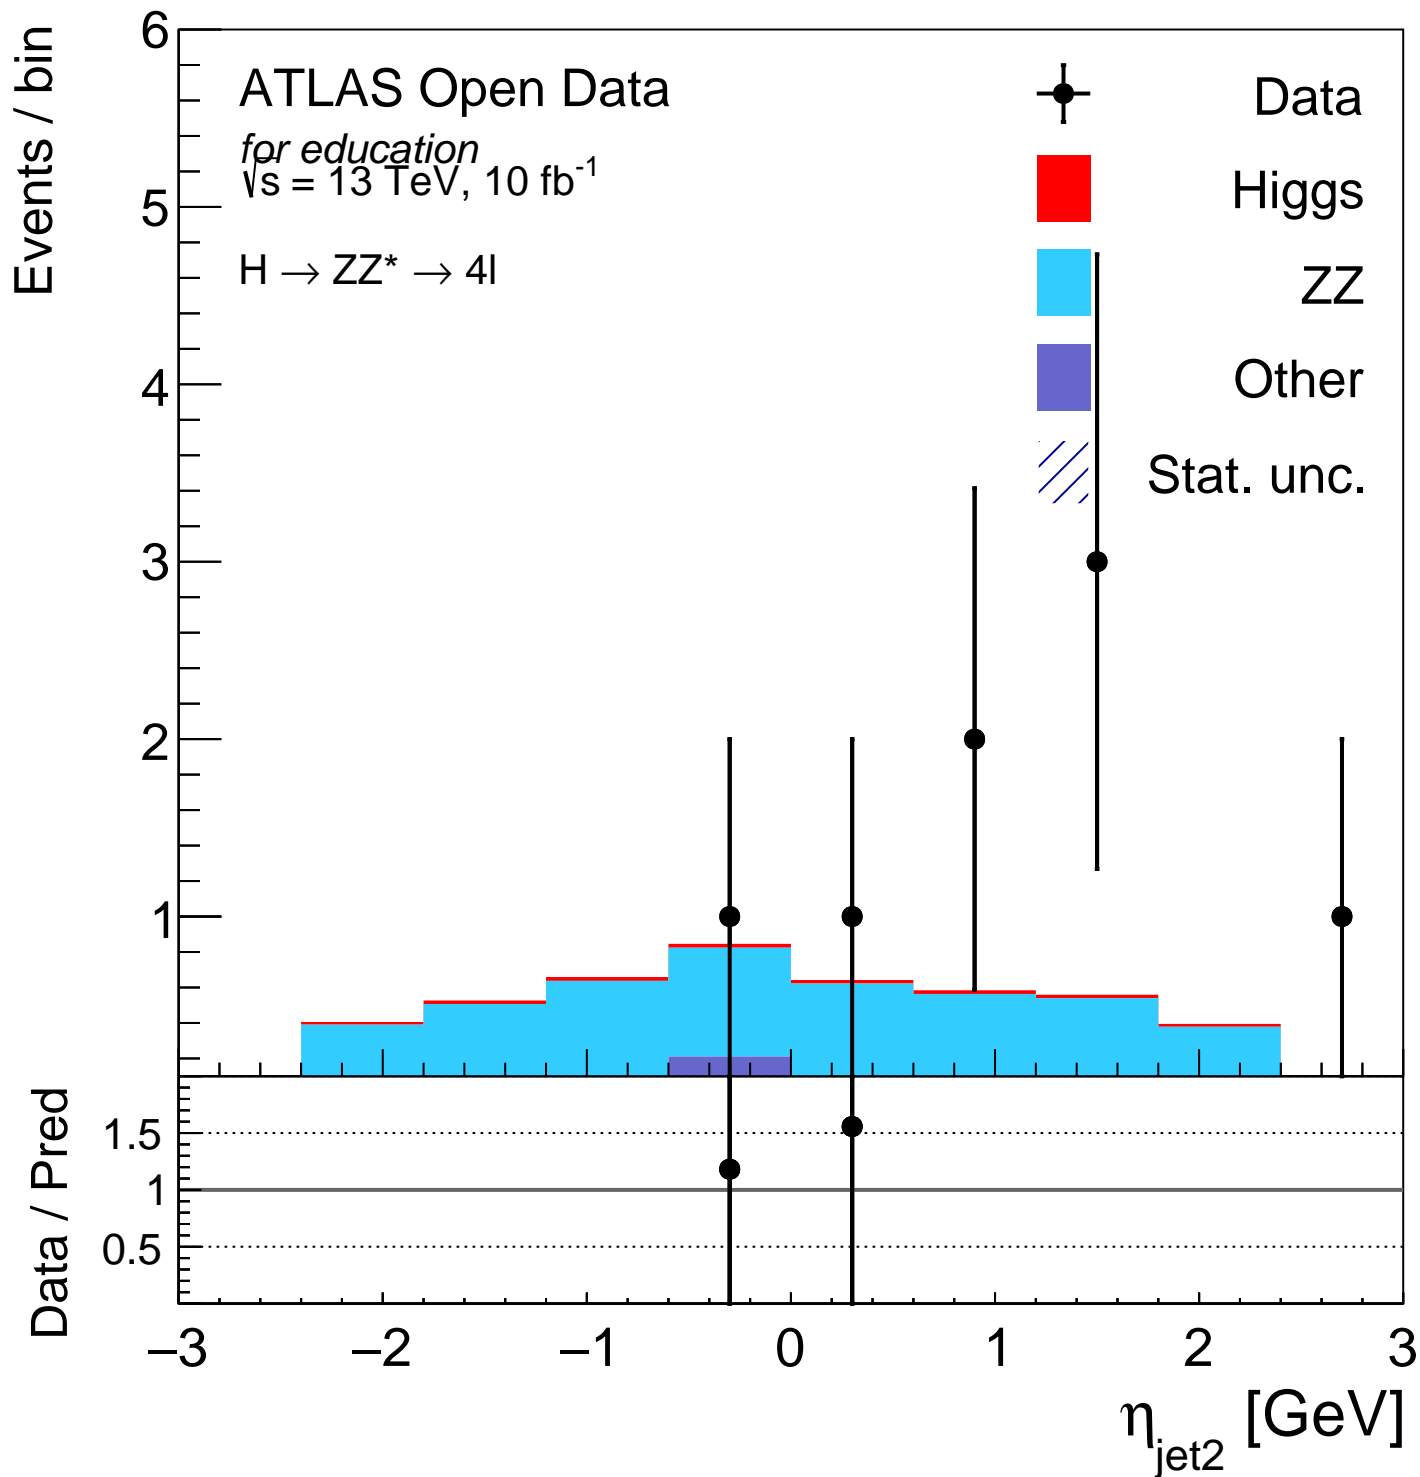 Events / bin
6
5
4
3
2
1
ATLAS Open Data
for education
√s = 13 TeV, 10 fb⁻¹
H → ZZ* → 4l
Data
Higgs
ZZ
Other
Stat. unc.
Data / Pred
1.5
1
0.5
−3 −2 −1 0 1 2 3
η_jet2 [GeV]